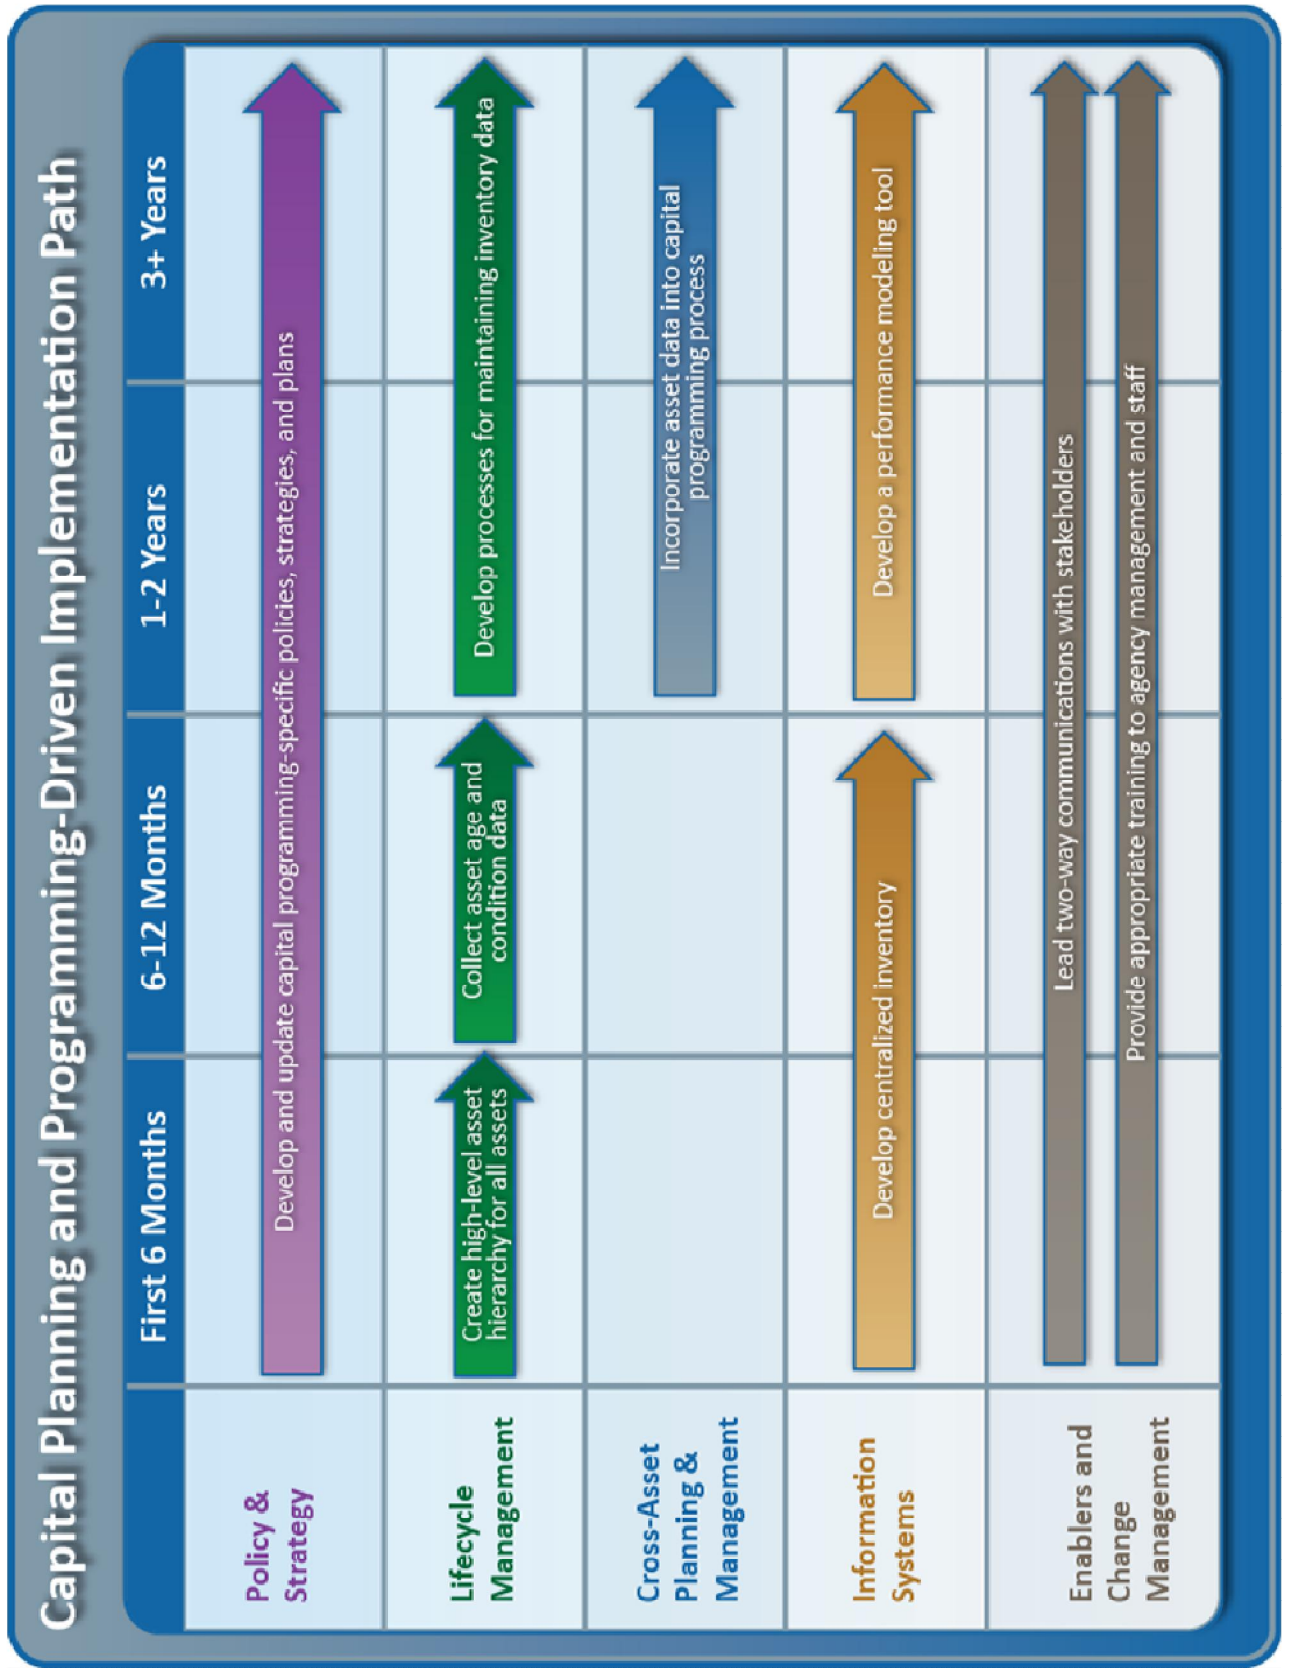 Capital Planning and Programming-Driven Implementation Path
First 6 Months
6-12 Months
1-2 Years
3+ Years
Policy &
Strategy
Develop and update capital programming-specific policies, strategies, and plans
Lifecycle
Management
Create high-level asset
hierarchy for all assets
Collect asset age and
condition data
Develop processes for maintaining inventory data
Cross-Asset
Planning &
Management
Incorporate asset data into capital
programming process
Information
Systems
Develop centralized inventory
Develop a performance modeling tool
Enablers and
Change
Management
Lead two-way communications with stakeholders
Provide appropriate training to agency management and staff